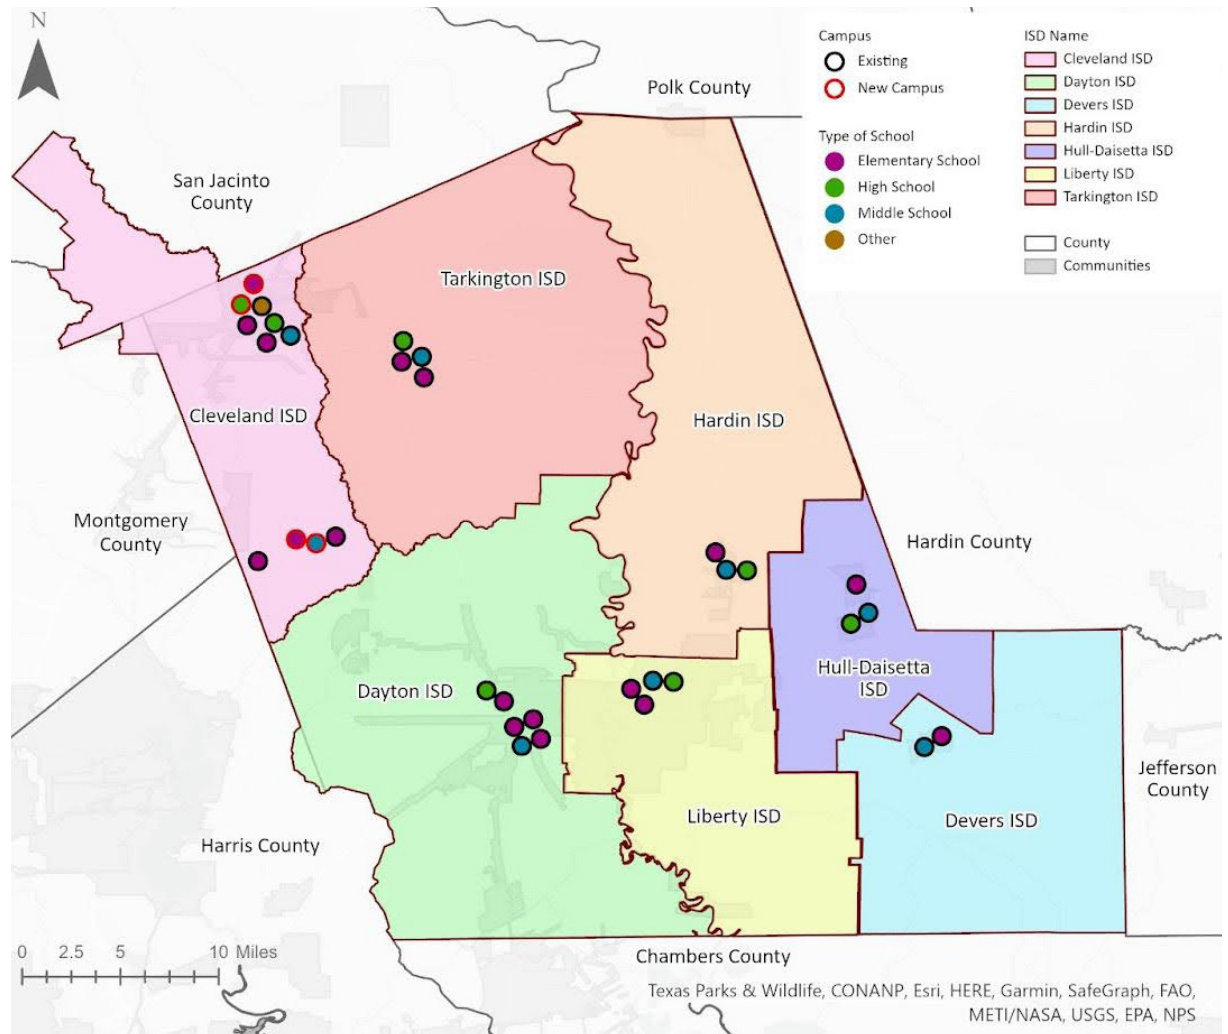 N
Campus
Existing
New Campus
Type of School
Elementary School
High School
Middle School
Other
ISD Name
Cleveland ISD
Dayton ISD
Devers ISD
Hardin ISD
Hull-Daisetta ISD
Liberty ISD
Tarkington ISD
County
Communities
Polk County
San Jacinto
County
Tarkington ISD
Cleveland ISD
Hardin ISD
Montgomery
County
Hardin County
Hull-Daisetta
ISD
Dayton ISD
Liberty ISD
Devers ISD
Jefferson
County
Harris County
Chambers County
0 2.5 5 10 Miles
Texas Parks & Wildlife, CONANP, Esri, HERE, Garmin, SafeGraph, FAO,
METI/NASA, USGS, EPA, NPS